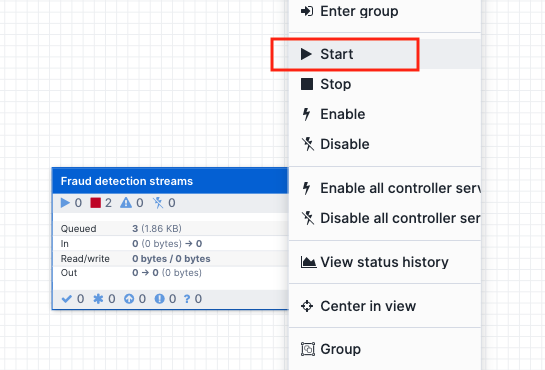 Enter group
Start
Stop
Enable
Disable
Enable all controller serv
Disable all controller ser
View status history
Center in view
Group
Fraud detection streams
0 2 0 0
Queued 3 (1.86 KB)
In 0 (0 bytes) → 0
Read/write 0 bytes / 0 bytes
Out 0 → 0 (0 bytes)
0 0 0 0 ? 0